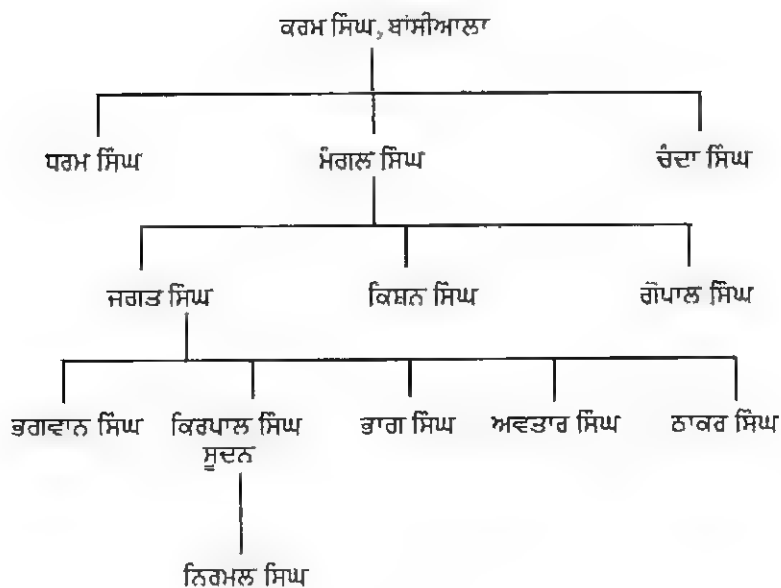 ਕਰਮ ਸਿੰਘ, ਬਾਂਸੀਆਲਾ
ਧਰਮ ਸਿੰਘ ਮੰਗਲ ਸਿੰਘ ਚੰਦਾ ਸਿੰਘ
ਜਗਤ ਸਿੰਘ ਕਿਸ਼ਨ ਸਿੰਘ ਗੋਪਾਲ ਸਿੰਘ
ਭਗਵਾਨ ਸਿੰਘ ਕਿਰਪਾਲ ਸਿੰਘ ਭਾਗ ਸਿੰਘ ਅਵਤਾਰ ਸਿੰਘ ਠਾਕਰ ਸਿੰਘ
ਸੂਦਨ
ਨਿਰਮਲ ਸਿੰਘ